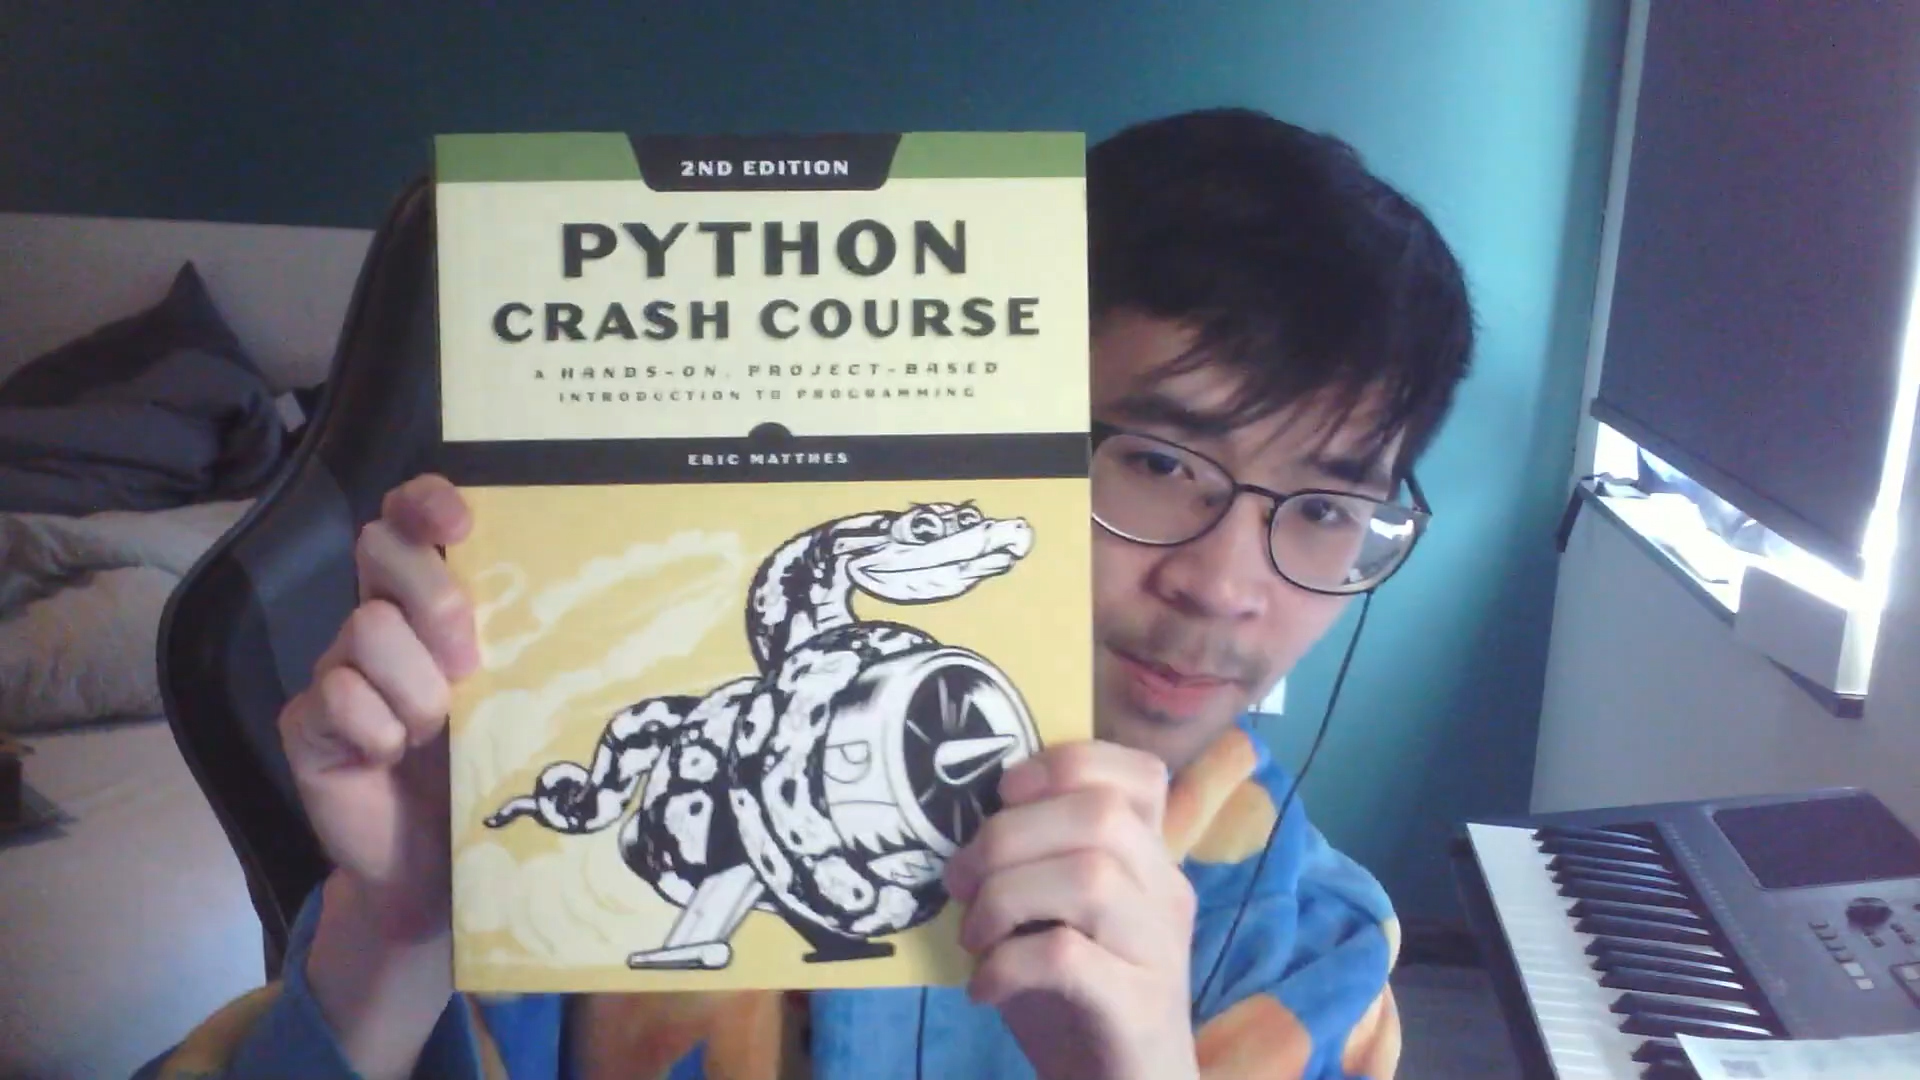 2ND EDITION
PYTHON
CRASH COURSE
A HANDS-ON, PROJECT-BASED
INTRODUCTION TO PROGRAMMING
ERIC MATTHES